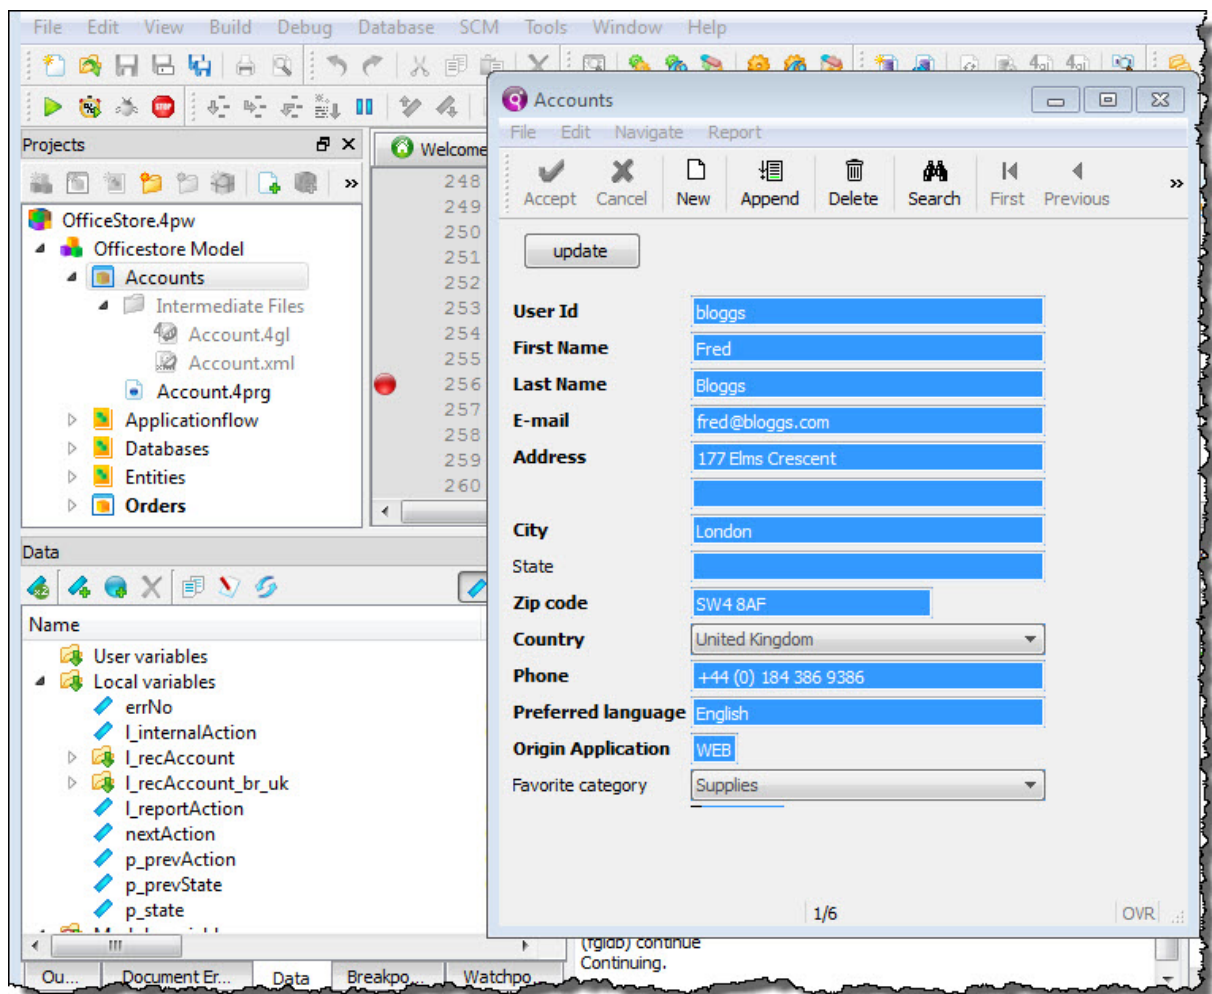 File Edit View Build Debug Database SCM Tools Window Help
Projects
Welcome
OfficeStore.4pw
Officestore Model
Accounts
Intermediate Files
Account.4gl
Account.xml
Account.4prg
Applicationflow
Databases
Entities
Orders
248
249
250
251
252
253
254
255
256
257
258
259
260
Data
Name
User variables
Local variables
errNo
l_internalAction
l_recAccount
l_recAccount_br_uk
l_reportAction
nextAction
p_prevAction
p_prevState
p_state
Ou... Document Er... Data Breakpo... Watchpo...
(fgldb) continue
Continuing.
Accounts
File Edit Navigate Report
Accept Cancel New Append Delete Search First Previous
update
User Id bloggs
First Name Fred
Last Name Bloggs
E-mail fred@bloggs.com
Address 177 Elms Crescent
City London
State
Zip code SW4 8AF
Country United Kingdom
Phone +44 (0) 184 386 9386
Preferred language English
Origin Application WEB
Favorite category Supplies
1/6 OVR